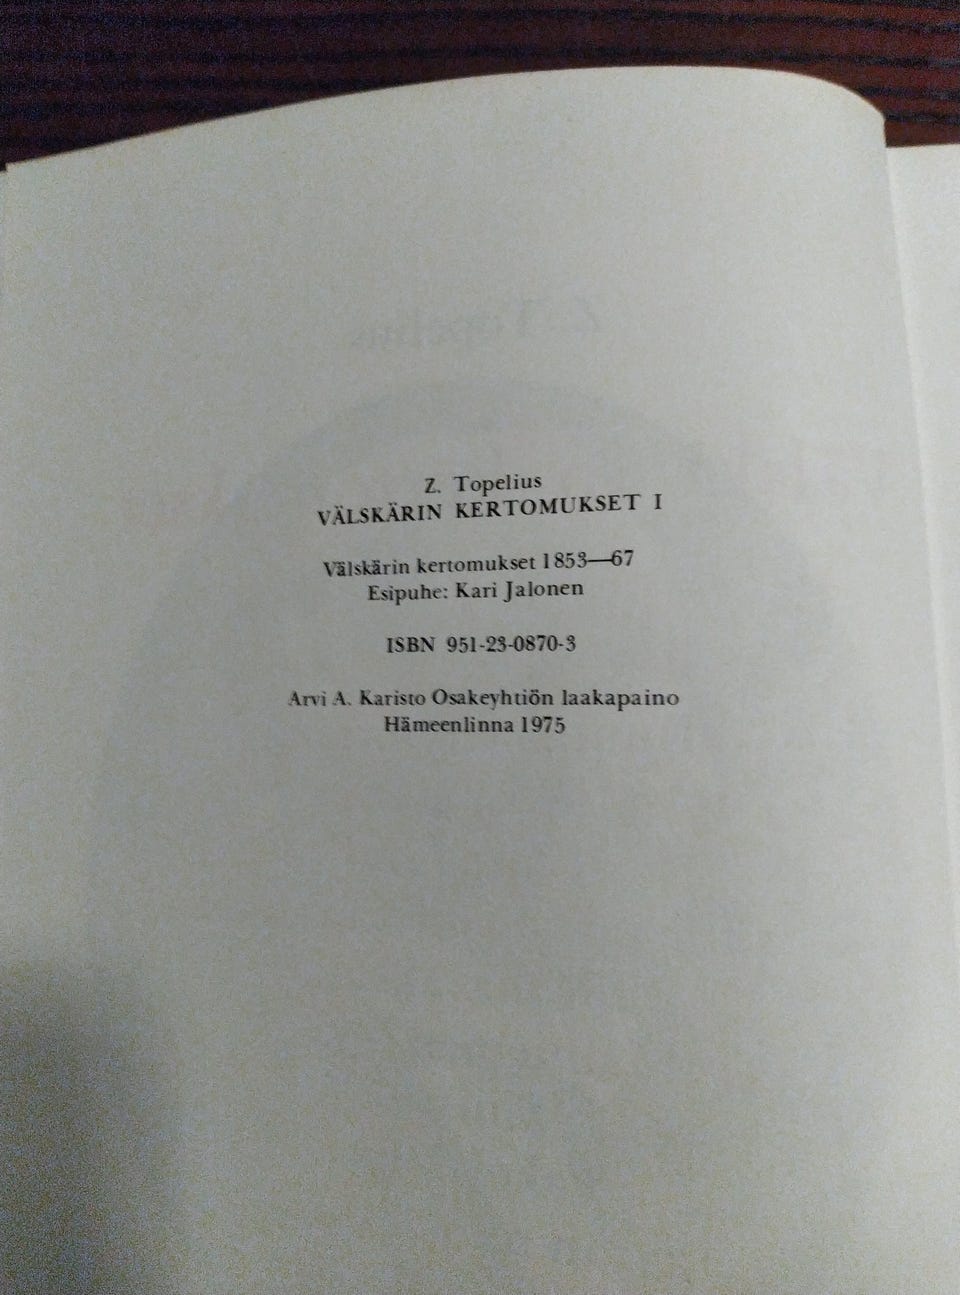 Z. Topelius
VÄLSKÄRIN KERTOMUKSET I
Välskärin kertomukset 1853—67
Esipuhe: Kari Jalonen
ISBN 951-23-0870-3
Arvi A. Karisto Osakeyhtiön laakapaino
Hämeenlinna 1975